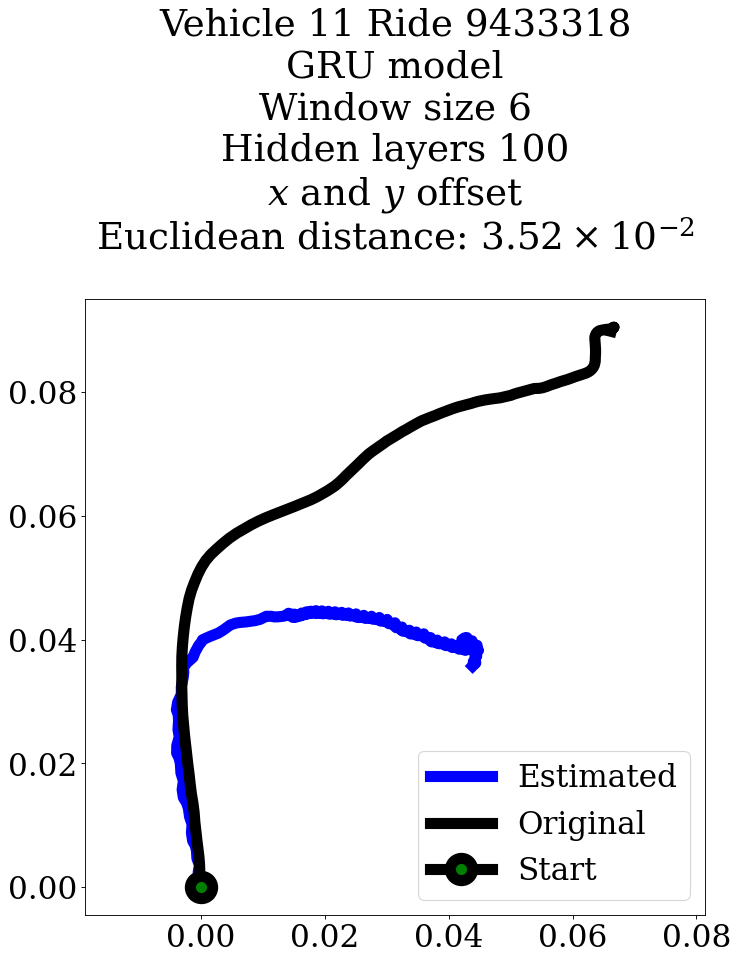 Vehicle 11 Ride 9433318
GRU model
Window size 6
Hidden layers 100
x and y offset
Euclidean distance: 3.52 × 10⁻²
0.08
0.06
0.04
0.02
0.00
Estimated
Original
Start
0.00 0.02 0.04 0.06 0.08